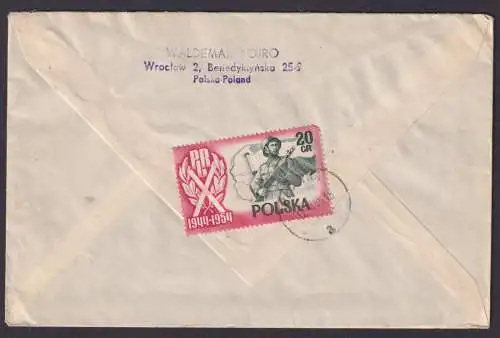 WALDEMAR
Wrocław 2, Benedyktyńska 25-9
Polska-Poland
20
GR
P.R.L.
X
POLSKA
1944-1954
a